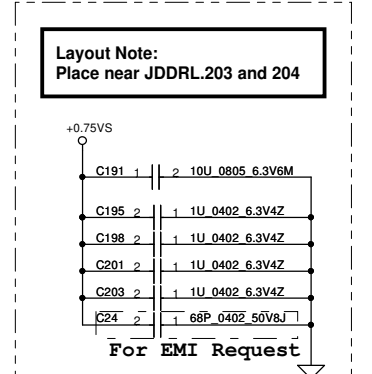 Layout Note:
Place near JDDRL.203 and 204
+0.75VS
C191 1 2 10U_0805_6.3V6M
C195 2 1 1U_0402_6.3V4Z
C198 2 1 1U_0402_6.3V4Z
C201 2 1 1U_0402_6.3V4Z
C203 2 1 1U_0402_6.3V4Z
C24 2 1 68P_0402_50V8J
For EMI Request